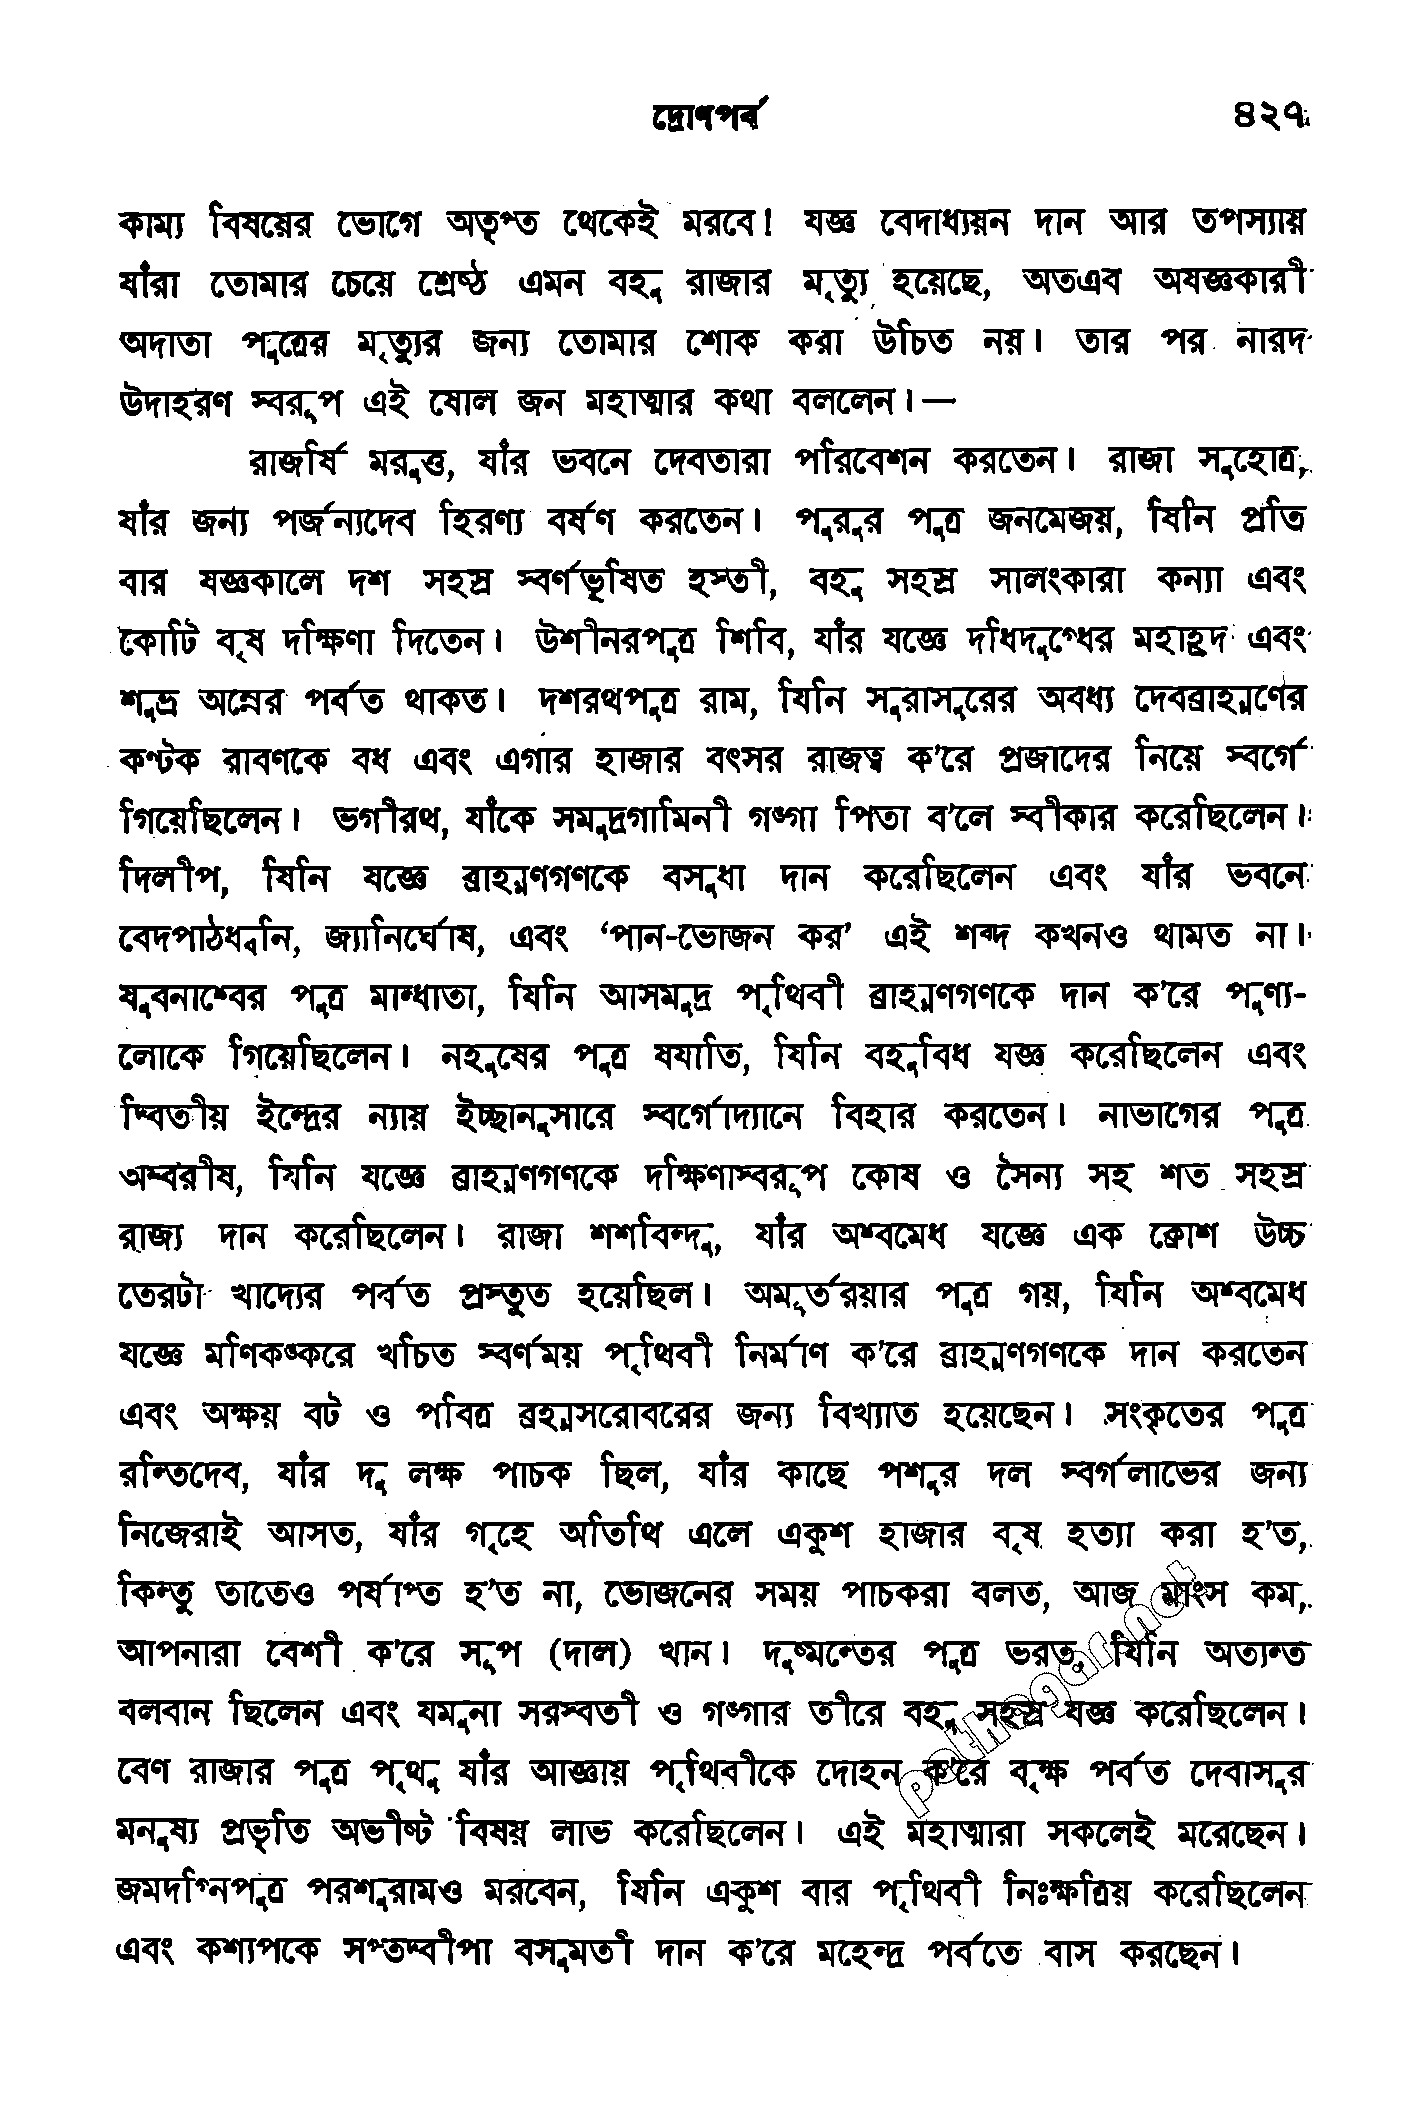 দ্রোণপর্ব ৪২৭
কাম্য বিষয়ের ভোগে অতৃপ্ত থেকেই মরবে! যজ্ঞ বেদাধ্যয়ন দান আর তপস্যায়
যাঁরা তোমার চেয়ে শ্রেষ্ঠ এমন বহু রাজার মৃত্যু হয়েছে, অতএব অযজ্ঞকারী
অদাতা পুত্রের মৃত্যুর জন্য তোমার শোক করা উচিত নয়। তার পর নারদ
উদাহরণ স্বরূপ এই ষোল জন মহাত্মার কথা বললেন।—
রাজর্ষি মরুত্ত, যাঁর ভবনে দেবতারা পরিবেশন করতেন। রাজা সুহোত্র,
যাঁর জন্য পর্জন্যদেব হিরণ্য বর্ষণ করতেন। পুরুর পুত্র জনমেজয়, যিনি প্রতি
বার যজ্ঞকালে দশ সহস্র স্বর্ণভূষিত হস্তী, বহু সহস্র সালংকারা কন্যা এবং
কোটি বৃষ দক্ষিণা দিতেন। উশীনরপুত্র শিবি, যাঁর যজ্ঞে দধিদুগ্ধের মহাহ্রদ এবং
শুভ্র অন্নের পর্বত থাকত। দশরথপুত্র রাম, যিনি সুরাসুরের অবধ্য দেবব্রাহ্মণের
কণ্টক রাবণকে বধ এবং এগার হাজার বৎসর রাজত্ব ক’রে প্রজাদের নিয়ে স্বর্গে
গিয়েছিলেন। ভগীরথ, যাঁকে সমুদ্রগামিনী গঙ্গা পিতা ব’লে স্বীকার করেছিলেন।
দিলীপ, যিনি যজ্ঞে ব্রাহ্মণগণকে বসুধা দান করেছিলেন এবং যাঁর ভবনে
বেদপাঠধ্বনি, জ্যানির্ঘোষ, এবং ‘পান-ভোজন কর’ এই শব্দ কখনও থামত না।
যুবনাশ্বের পুত্র মান্ধাতা, যিনি আসমুদ্র পৃথিবী ব্রাহ্মণগণকে দান ক’রে পুণ্য-
লোকে গিয়েছিলেন। নহুষের পুত্র যযাতি, যিনি বহুবিধ যজ্ঞ করেছিলেন এবং
দ্বিতীয় ইন্দ্রের ন্যায় ইচ্ছানুসারে স্বর্গোদ্যানে বিহার করতেন। নাভাগের পুত্র
অম্বরীষ, যিনি যজ্ঞে ব্রাহ্মণগণকে দক্ষিণাস্বরূপ কোষ ও সৈন্য সহ শত সহস্র
রাজ্য দান করেছিলেন। রাজা শশবিন্দু, যাঁর অশ্বমেধ যজ্ঞে এক ক্রোশ উচ্চ
তেরটা খাদ্যের পর্বত প্রস্তুত হয়েছিল। অমূর্তরয়ার পুত্র গয়, যিনি অশ্বমেধ
যজ্ঞে মণিকঙ্করে খচিত স্বর্ণময় পৃথিবী নির্মাণ ক’রে ব্রাহ্মণগণকে দান করতেন
এবং অক্ষয় বট ও পবিত্র ব্রহ্মসরোবরের জন্য বিখ্যাত হয়েছেন। সংকৃতের পুত্র
রন্তিদেব, যাঁর দু লক্ষ পাচক ছিল, যাঁর কাছে পশুর দল স্বর্গলাভের জন্য
নিজেরাই আসত, যাঁর গৃহে অতিথি এলে একুশ হাজার বৃষ হত্যা করা হ’ত,
কিন্তু তাতেও পর্যাপ্ত হ’ত না, ভোজনের সময় পাচকরা বলত, আজ মাংস কম,
আপনারা বেশী ক’রে সূপ (দাল) খান। দুষ্মন্তের পুত্র ভরত, যিনি অত্যন্ত
বলবান ছিলেন এবং যমুনা সরস্বতী ও গঙ্গার তীরে বহু সহস্র যজ্ঞ করেছিলেন।
বেণ রাজার পুত্র পৃথু যাঁর আজ্ঞায় পৃথিবীকে দোহন ক’রে বৃক্ষ পর্বত দেবাসুর
মনুষ্য প্রভৃতি অভীষ্ট বিষয় লাভ করেছিলেন। এই মহাত্মারা সকলেই মরেছেন।
জমদগ্নিপুত্র পরশুরামও মরবেন, যিনি একুশ বার পৃথিবী নিঃক্ষত্রিয় করেছিলেন
এবং কশ্যপকে সপ্তদ্বীপা বসুমতী দান ক’রে মহেন্দ্র পর্বতে বাস করছেন।
pathagar.net